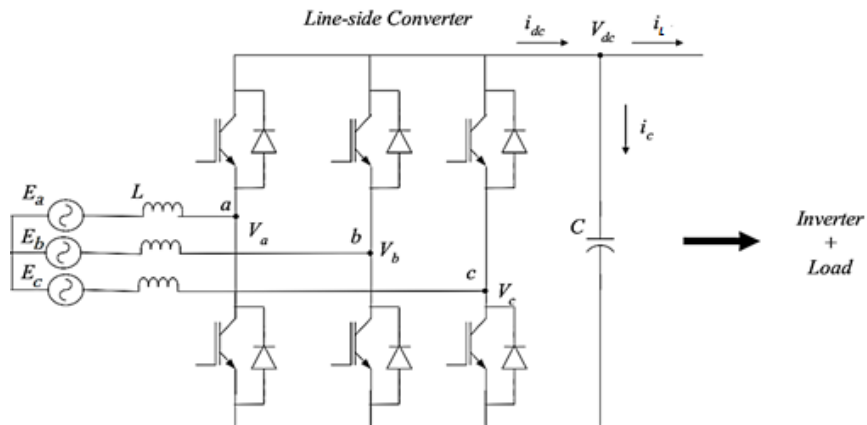 Line-side Converter
i_dc
V_dc
i_L
i_c
E_a
L
a
V_a
E_b
b
V_b
E_c
c
V_c
C
Inverter
+
Load